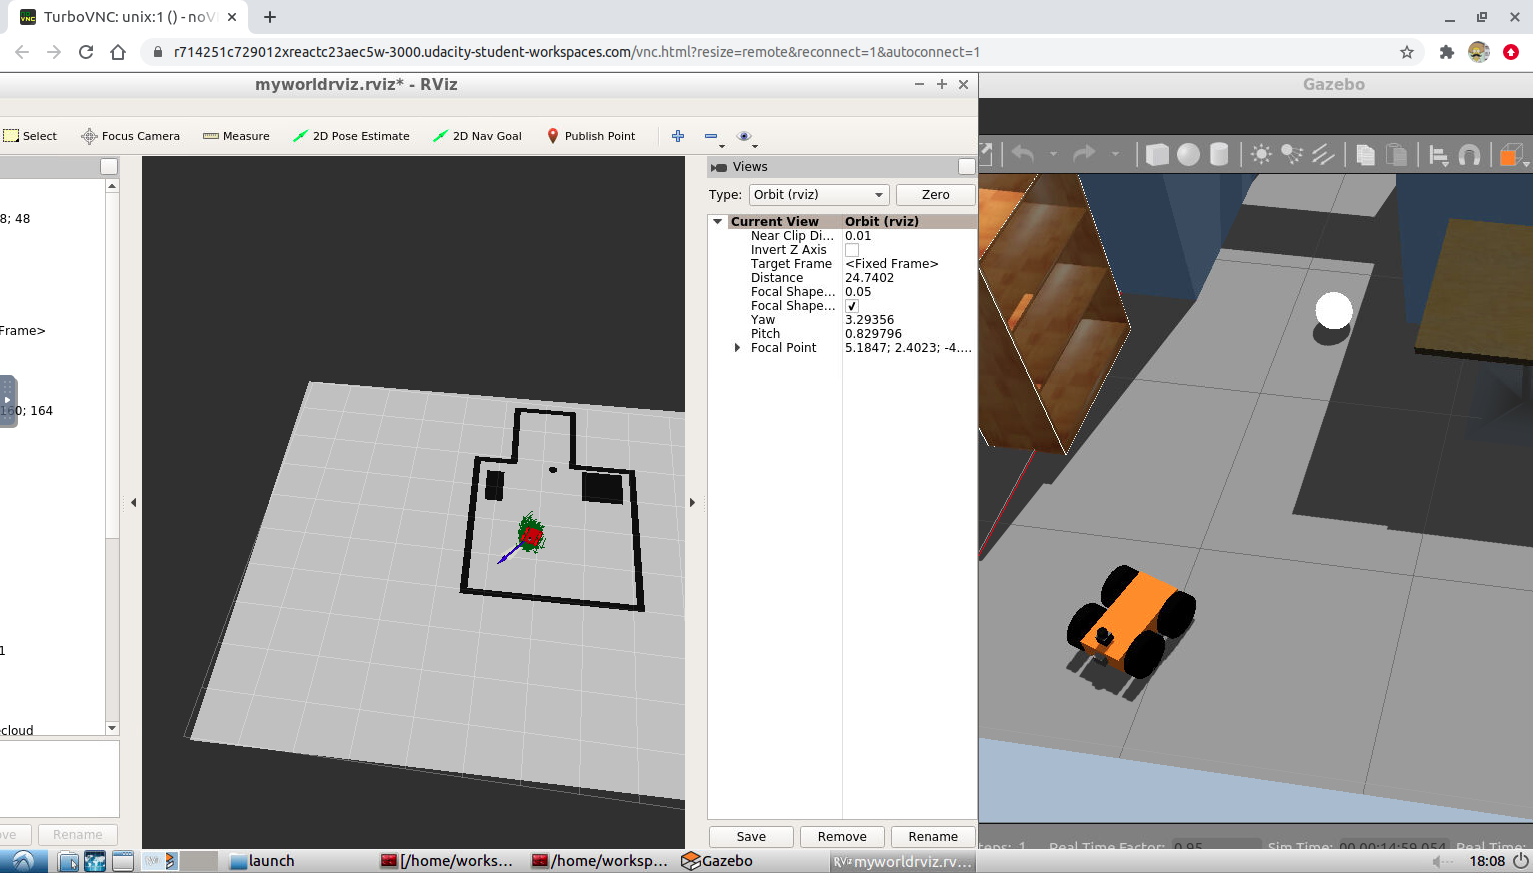 TurboVNC: unix:1 () - noV
r714251c729012xreactc23aec5w-3000.udacity-student-workspaces.com/vnc.html?resize=remote&reconnect=1&autoconnect=1
myworldrviz.rviz* - RViz
Gazebo
Select
Focus Camera
Measure
2D Pose Estimate
2D Nav Goal
Publish Point
Views
Type:
Orbit (rviz)
Zero
8; 48
Frame>
160; 164
1
cloud
Current View
Orbit (rviz)
Near Clip Di...
0.01
Invert Z Axis
Target Frame
<Fixed Frame>
Distance
24.7402
Focal Shape...
0.05
Focal Shape...
Yaw
3.29356
Pitch
0.829796
Focal Point
5.1847; 2.4023; -4....
Rename
Save
Remove
Rename
Real Time Factor: 0.95
Sim Time: 00 00:14:59.054
Real Time:
launch
[/home/works...
/home/worksp...
Gazebo
RViz
myworldrviz.rv...
18:08